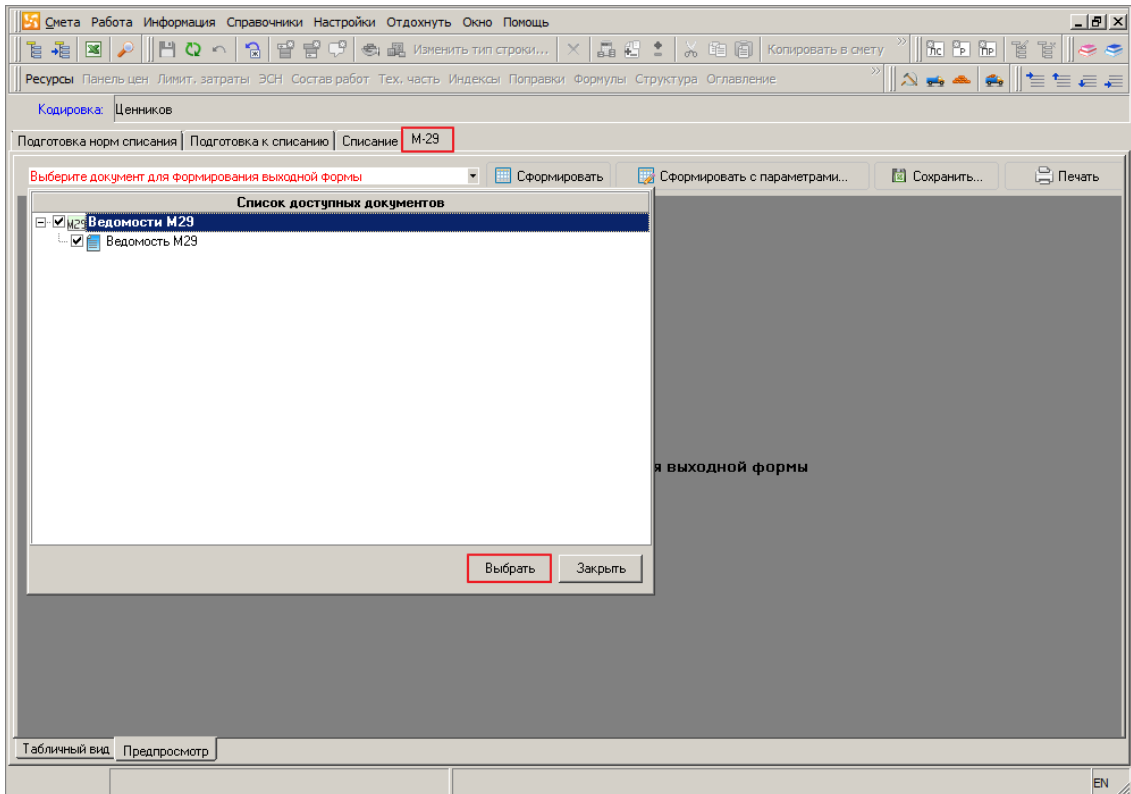 Смета Работа Информация Справочники Настройки Отдохнуть Окно Помощь
Изменить тип строки... Копировать в смету
Ресурсы Панель цен Лимит. затраты ЭСН Состав работ Тех. часть Индексы Поправки Формулы Структура Оглавление
Кодировка: Ценников
Подготовка норм списания Подготовка к списанию Списание М-29
Выберите документ для формирования выходной формы Сформировать Сформировать с параметрами... Сохранить... Печать
Список доступных документов
М29 Ведомости М29
Ведомость М29
я выходной формы
Выбрать Закрыть
Табличный вид Предпросмотр
EN